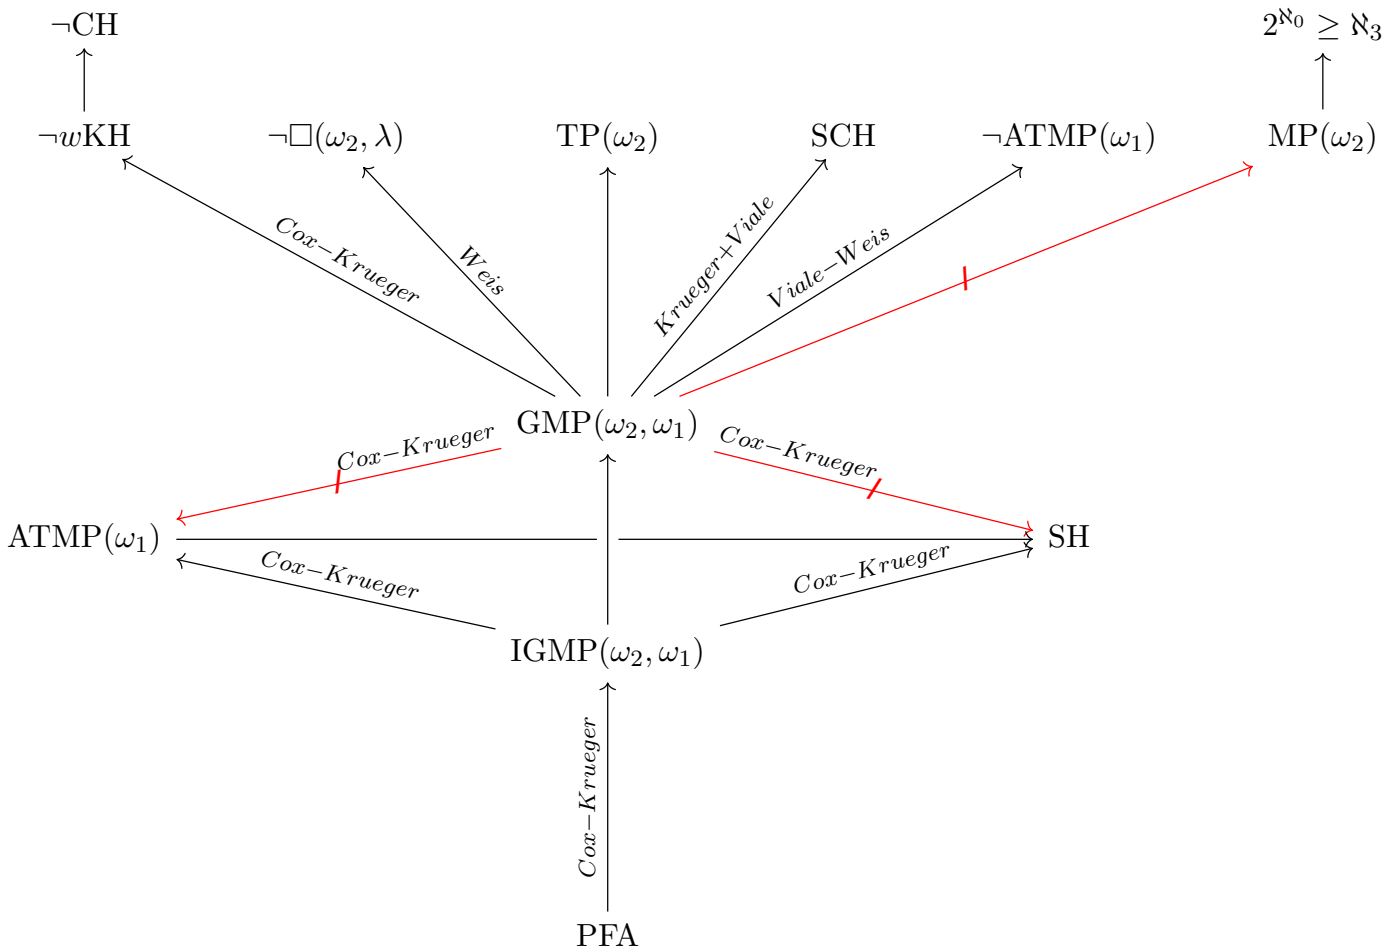 ¬CH
2^ℵ₀ ≥ ℵ₃
¬wKH
¬□(ω₂, λ)
TP(ω₂)
SCH
¬ATMP(ω₁)
MP(ω₂)
Cox−Krueger
Weis
Krueger+Viale
Viale−Weis
GMP(ω₂, ω₁)
Cox−Krueger
Cox−Krueger
ATMP(ω₁)
SH
Cox−Krueger
Cox−Krueger
IGMP(ω₂, ω₁)
Cox−Krueger
PFA